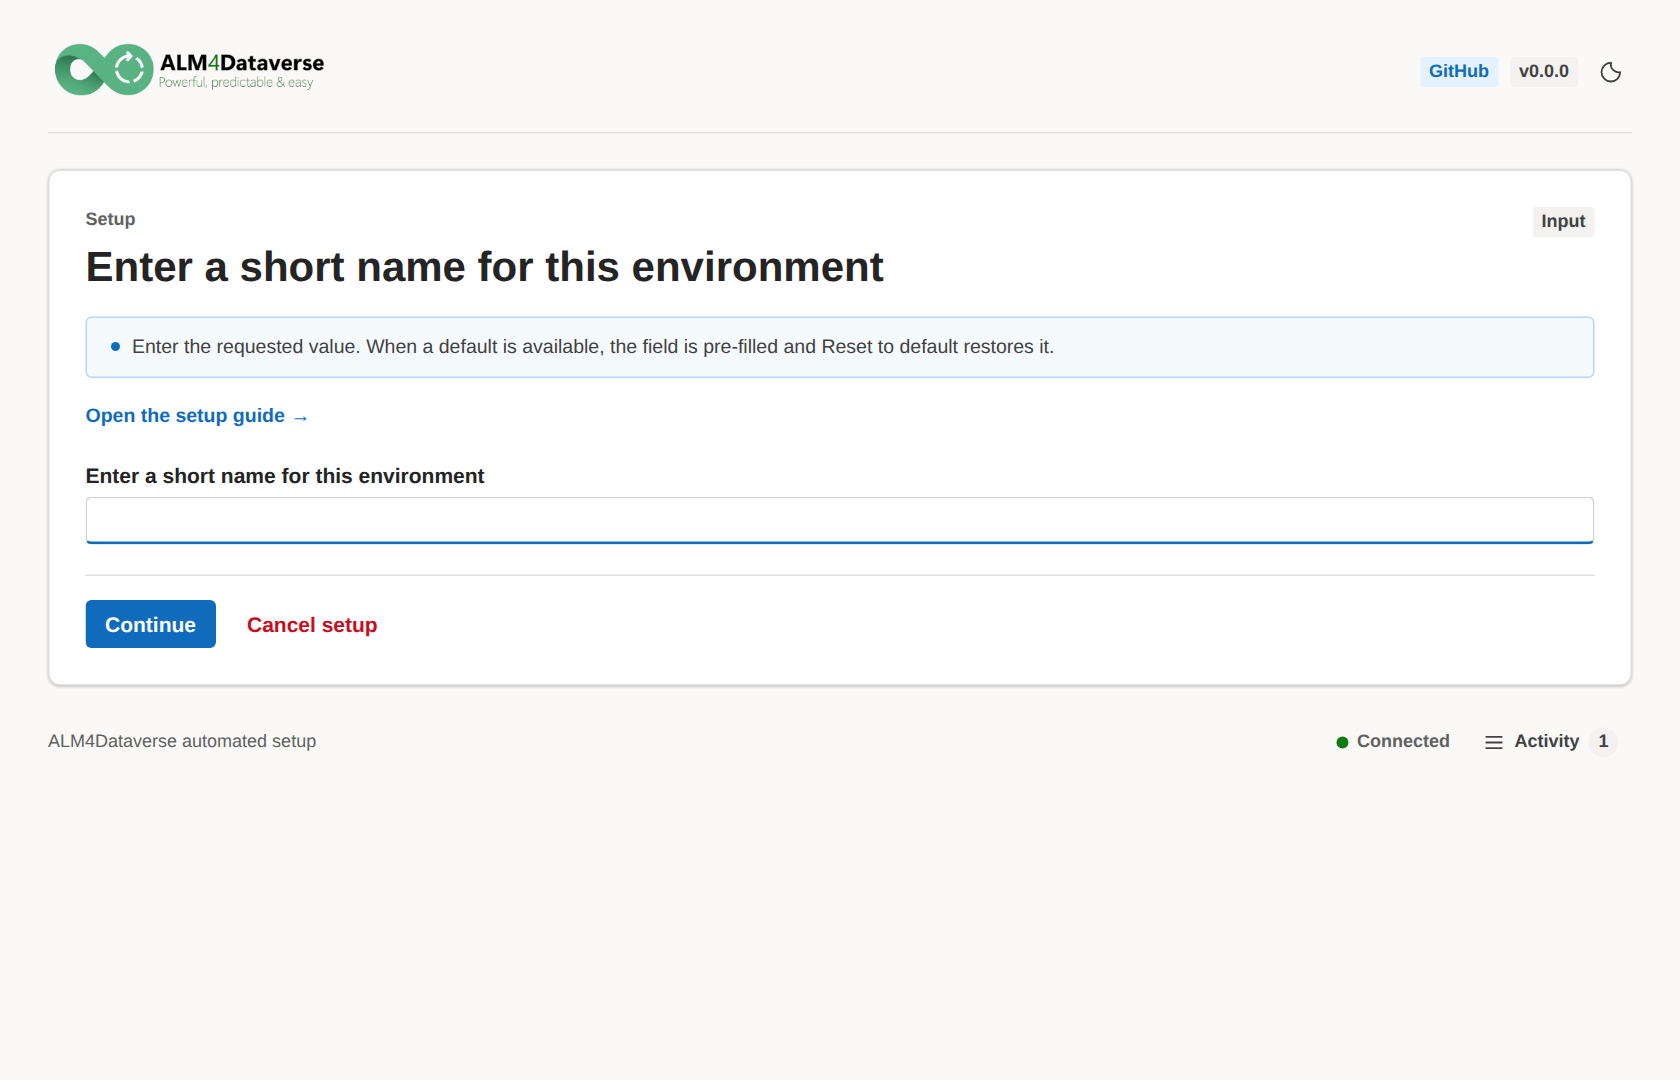 ALM4Dataverse
Powerful, predictable & easy
GitHub
v0.0.0
Setup
Input
Enter a short name for this environment
Enter the requested value. When a default is available, the field is pre-filled and Reset to default restores it.
Open the setup guide →
Enter a short name for this environment
Continue
Cancel setup
ALM4Dataverse automated setup
Connected
Activity 1